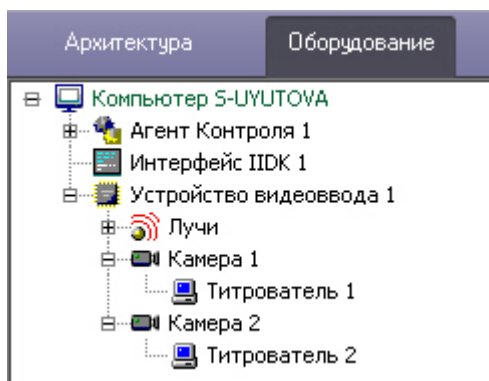 Архитектура Оборудование
Компьютер S-UYUTOVA
Агент Контроля 1
Интерфейс IIDK 1
Устройство видеоввода 1
Лучи
Камера 1
Титрователь 1
Камера 2
Титрователь 2